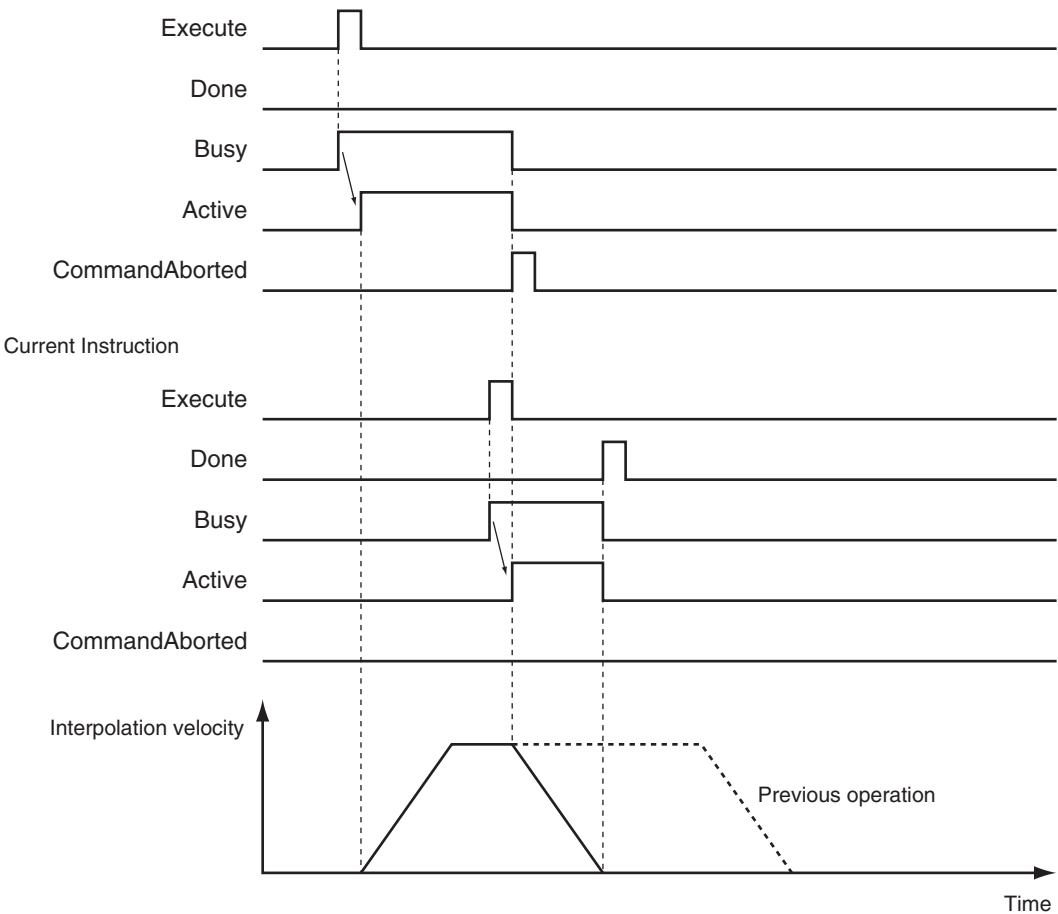 Execute
Done
Busy
Active
CommandAborted
Current Instruction
Execute
Done
Busy
Active
CommandAborted
Interpolation velocity
Previous operation
Time